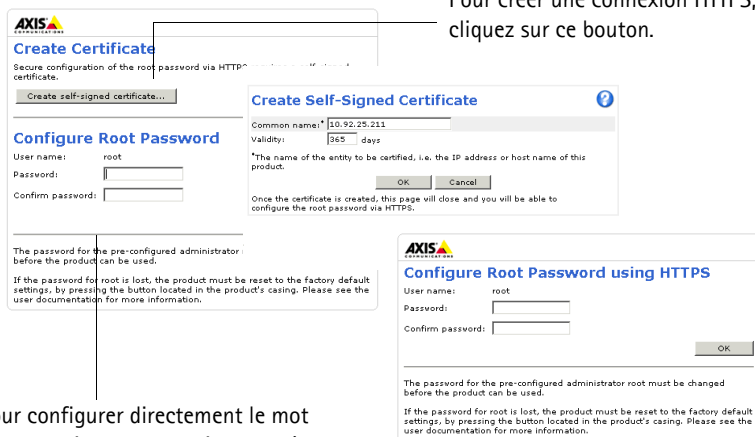 Pour créer une connexion HTTPS,
cliquez sur ce bouton.
AXIS
COMMUNICATIONS
Create Certificate
Secure configuration of the root password via HTTPS
certificate.
Create self-signed certificate...
Configure Root Password
User name: root
Password:
Confirm password:
The password for the pre-configured administrator
before the product can be used.
If the password for root is lost, the product must be reset to the factory default
settings, by pressing the button located in the product's casing. Please see the
user documentation for more information.
Create Self-Signed Certificate
Common name:* 10.92.25.211
Validity: 365 days
*The name of the entity to be certified, i.e. the IP address or host name of this
product.
OK Cancel
Once the certificate is created, this page will close and you will be able to
configure the root password via HTTPS.
AXIS
COMMUNICATIONS
Configure Root Password using HTTPS
User name: root
Password:
Confirm password:
OK
The password for the pre-configured administrator root must be changed
before the product can be used.
If the password for root is lost, the product must be reset to the factory default
settings, by pressing the button located in the product's casing. Please see the
user documentation for more information.
our configurer directement le mot